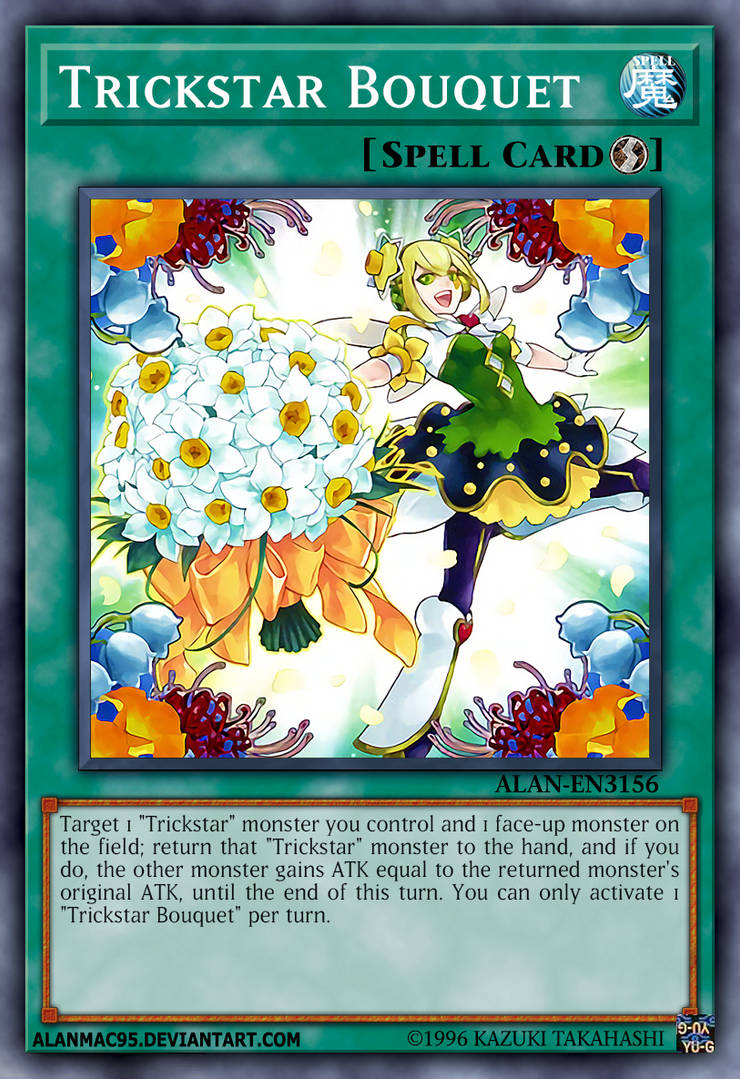 Trickstar Bouquet
SPELL
魔
[Spell Card]
ALAN-EN3156
Target 1 "Trickstar" monster you control and 1 face-up monster on
the field; return that "Trickstar" monster to the hand, and if you
do, the other monster gains ATK equal to the returned monster's
original ATK, until the end of this turn. You can only activate 1
"Trickstar Bouquet" per turn.
ALANMAC95.DEVIANTART.COM
©1996 KAZUKI TAKAHASHI